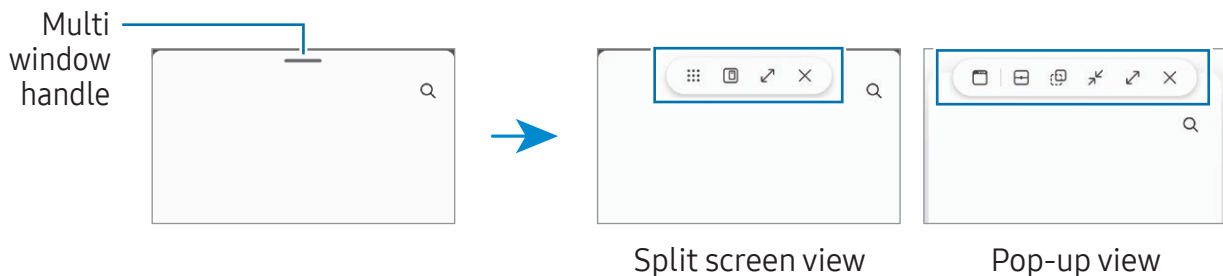 Multi
window
handle
Split screen view
Pop-up view